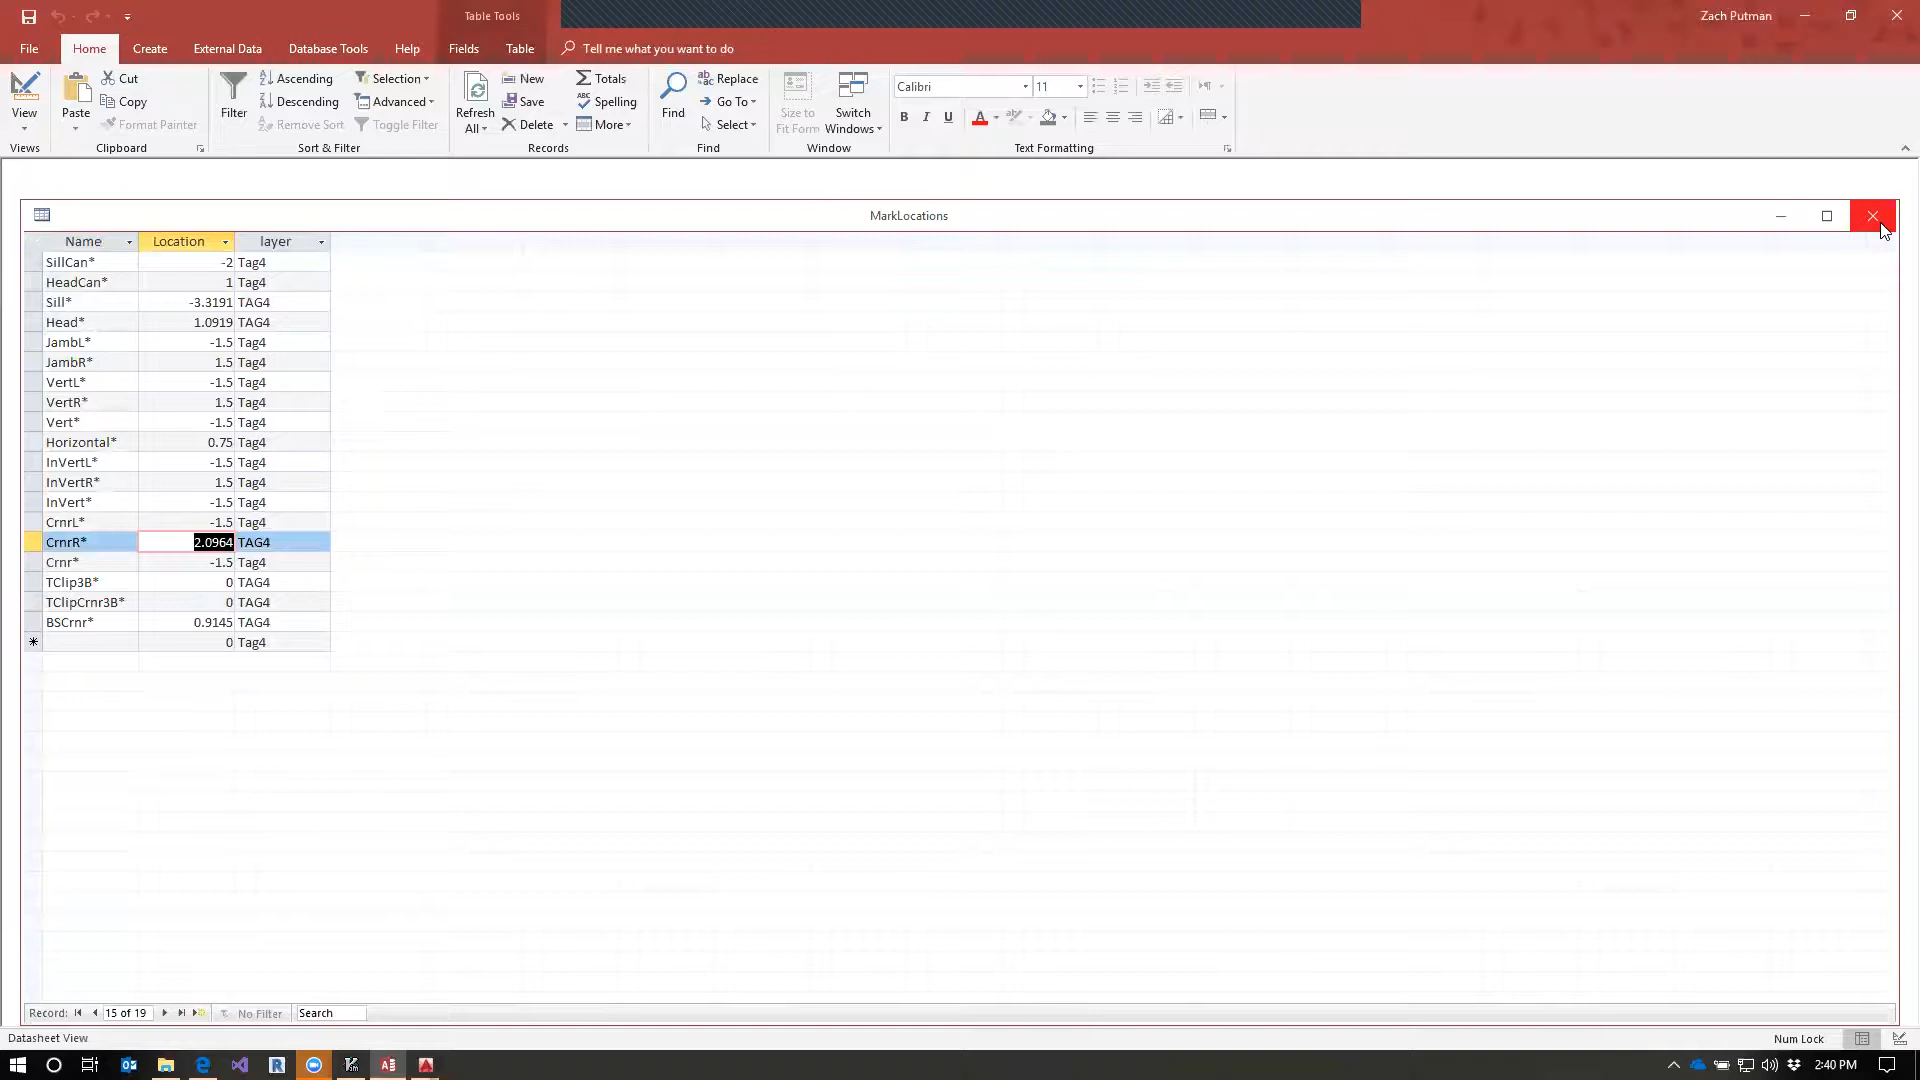 Table Tools
Zach Putman
File Home Create External Data Database Tools Help Fields Table Tell me what you want to do
View
Views
Paste
Cut
Copy
Format Painter
Clipboard
Filter
Ascending
Descending
Remove Sort
Selection
Advanced
Toggle Filter
Sort & Filter
Refresh
All
New
Save
Delete
Totals
Spelling
More
Records
Find
Replace
Go To
Select
Find
Size to
Fit Form
Switch
Windows
Window
Calibri 11
B I U
Text Formatting
MarkLocations
Name Location layer
SillCan* -2 Tag4
HeadCan* 1 Tag4
Sill* -3.3191 TAG4
Head* 1.0919 TAG4
JambL* -1.5 Tag4
JambR* 1.5 Tag4
VertL* -1.5 Tag4
VertR* 1.5 Tag4
Vert* -1.5 Tag4
Horizontal* 0.75 Tag4
InVertL* -1.5 Tag4
InVertR* 1.5 Tag4
InVert* -1.5 Tag4
CrnrL* -1.5 Tag4
CrnrR* 2.0964 TAG4
Crnr* -1.5 Tag4
TClip3B* 0 TAG4
TClipCrnr3B* 0 TAG4
BSCrnr* 0.9145 TAG4
* 0 Tag4
Record: 15 of 19 No Filter Search
Datasheet View
Num Lock
2:40 PM